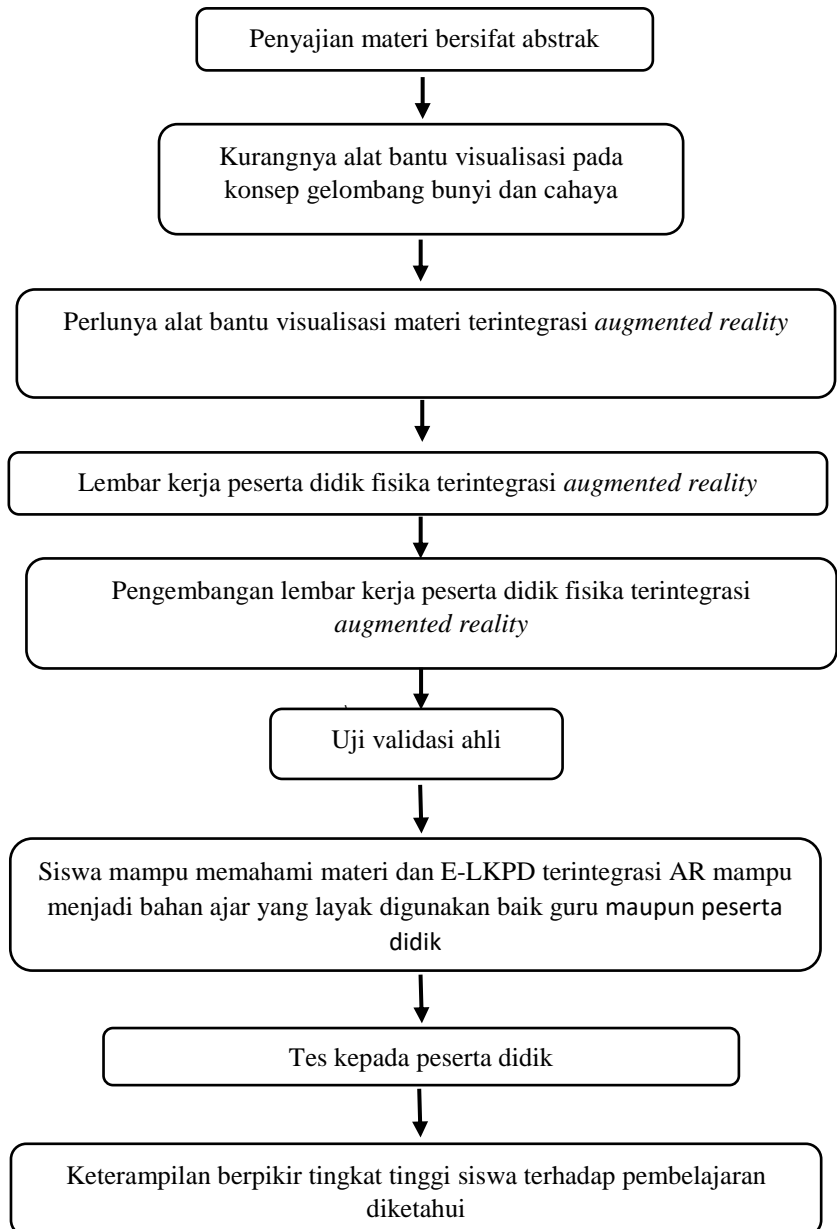 Penyajian materi bersifat abstrak
Kurangnya alat bantu visualisasi pada
konsep gelombang bunyi dan cahaya
Perlunya alat bantu visualisasi materi terintegrasi augmented reality
Lembar kerja peserta didik fisika terintegrasi augmented reality
Pengembangan lembar kerja peserta didik fisika terintegrasi
augmented reality
Uji validasi ahli
Siswa mampu memahami materi dan E-LKPD terintegrasi AR mampu
menjadi bahan ajar yang layak digunakan baik guru maupun peserta
didik
Tes kepada peserta didik
Keterampilan berpikir tingkat tinggi siswa terhadap pembelajaran
diketahui